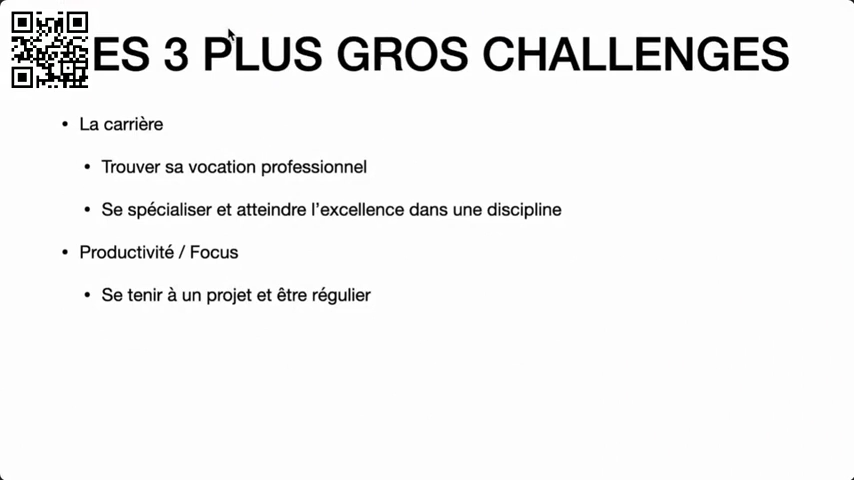 ES 3 PLUS GROS CHALLENGES
• La carrière
• Trouver sa vocation professionnel
• Se spécialiser et atteindre l'excellence dans une discipline
• Productivité / Focus
• Se tenir à un projet et être régulier